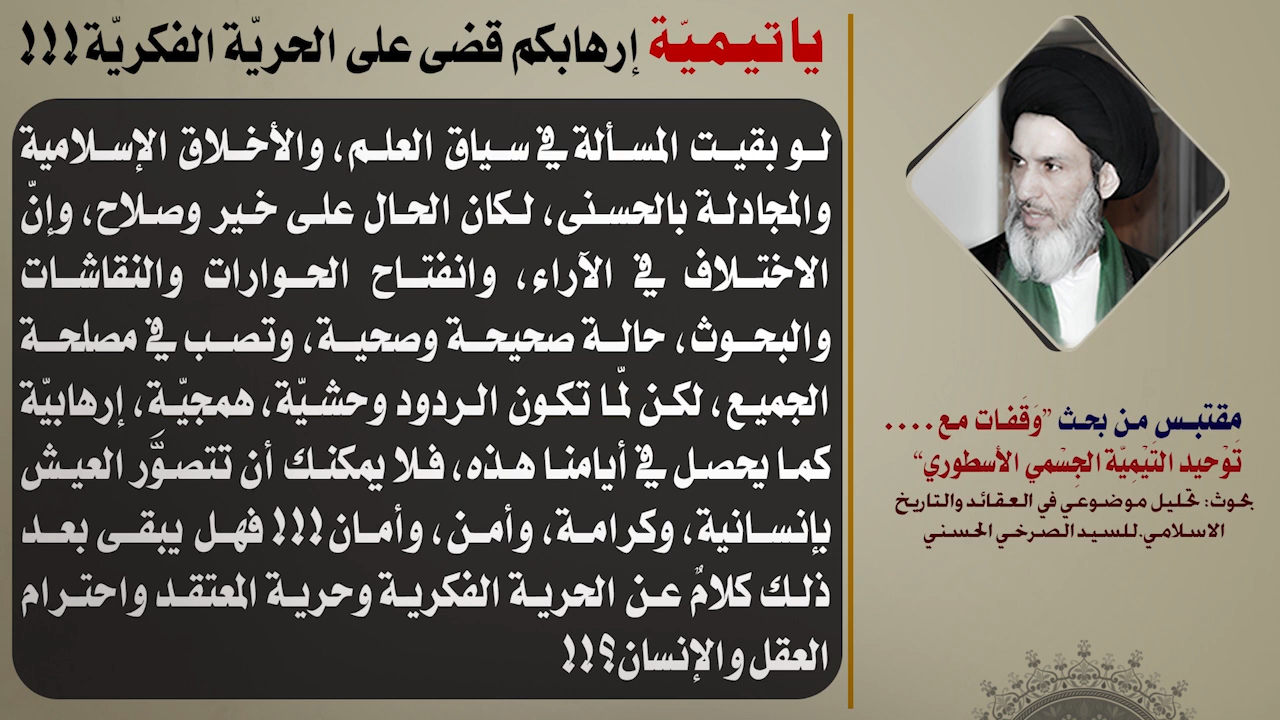 يا تيميّة إرهابكم قضى على الحريّة الفكريّة!!!
لو بقيت المسألة في سياق العلم، والأخلاق الإسلامية
والمجادلة بالحسنى، لكان الحال على خير وصلاح، وإنّ
الاختلاف في الآراء، وانفتاح الحوارات والنقاشات
والبحوث، حالة صحيحة وصحية، وتصب في مصلحة
الجميع، لكن لمّا تكون الردود وحشيّة، همجيّة، إرهابيّة
كما يحصل في أيامنا هذه، فلا يمكنك أن تتصوَّر العيش
بإنسانية، وكرامة، وأمن، وأمان!!! فهل يبقى بعد
ذلك كلامٌ عن الحرية الفكرية وحرية المعتقد واحترام
العقل والإنسان؟!!
مقتبس من بحث "وَقَفات مع....
تَوْحيد التَيْمِيّة الجِسْمي الأسطوري"
بحوث: تحليل موضوعي في العقائد والتاريخ
الاسلامي.للسيد الصرخي الحسني